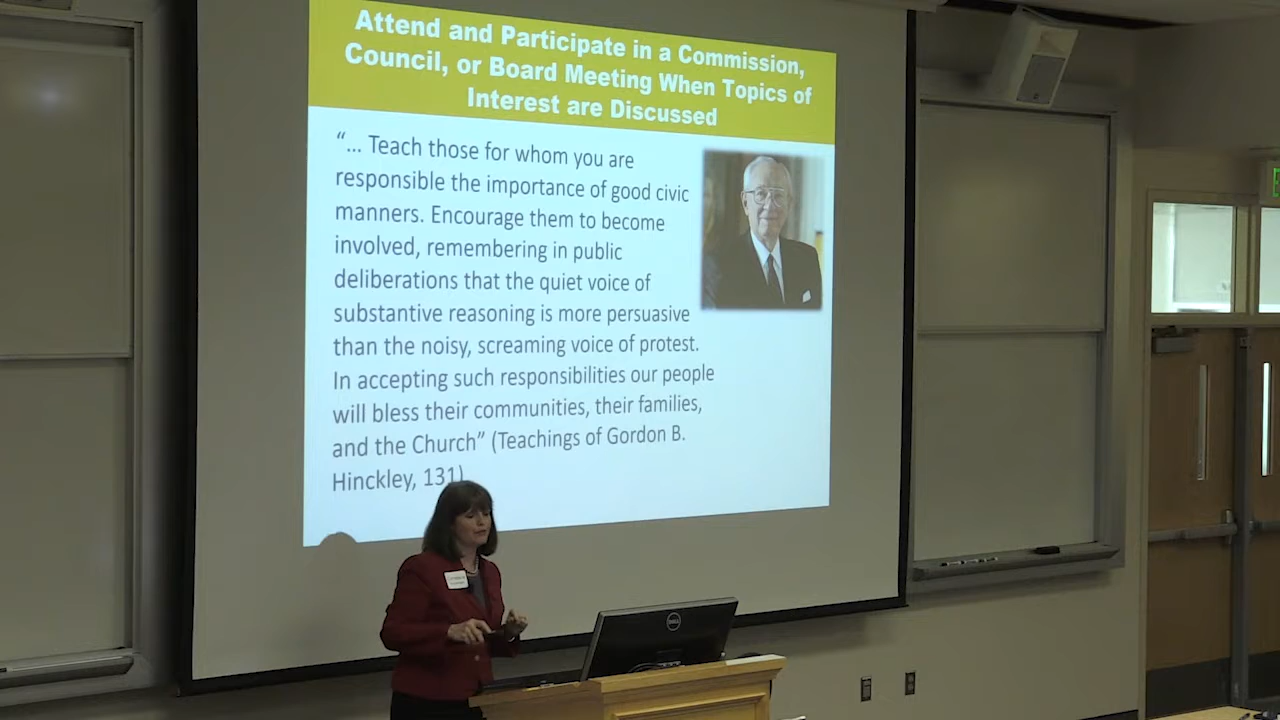 Attend and Participate in a Commission,
Council, or Board Meeting When Topics of
Interest are Discussed
“... Teach those for whom you are
responsible the importance of good civic
manners. Encourage them to become
involved, remembering in public
deliberations that the quiet voice of
substantive reasoning is more persuasive
than the noisy, screaming voice of protest.
In accepting such responsibilities our people
will bless their communities, their families,
and the Church” (Teachings of Gordon B.
Hinckley, 131)
DELL